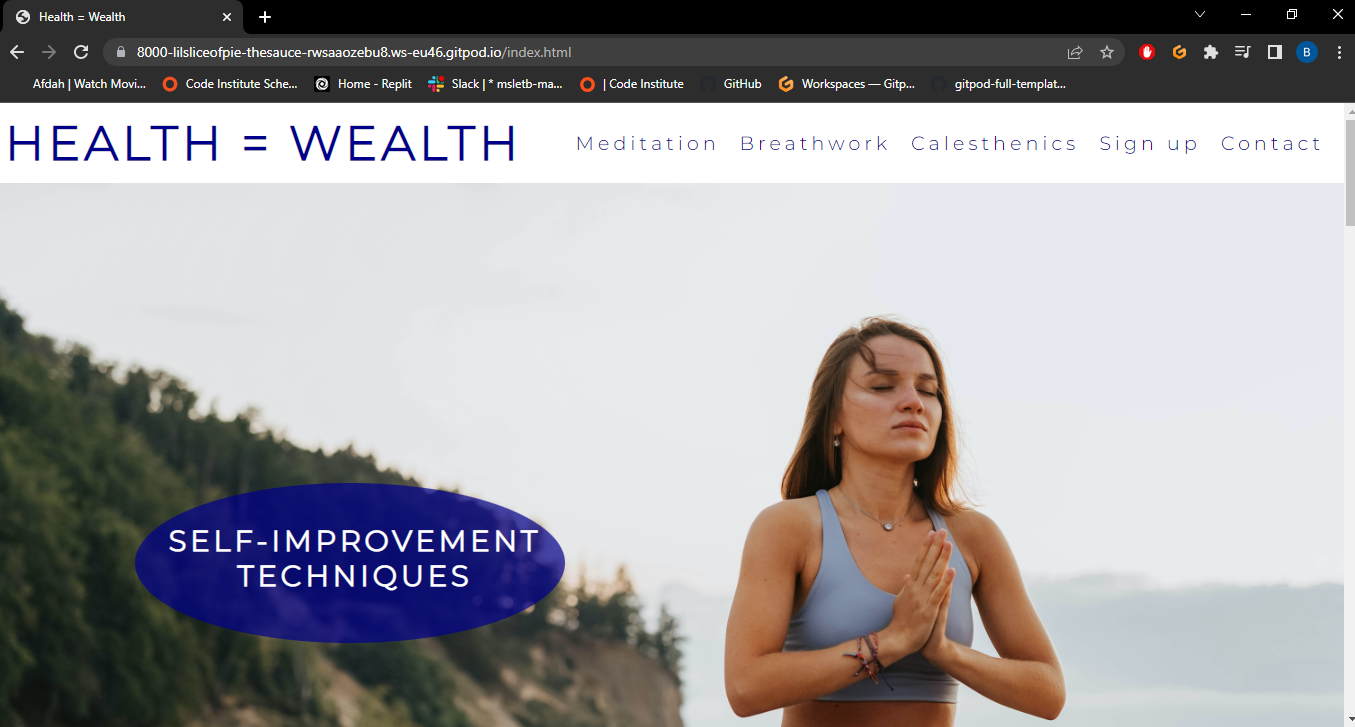 Health = Wealth
8000-lilsliceofpie-thesauce-rwsaaozebu8.ws-eu46.gitpod.io/index.html
B
Afdah | Watch Movi... Code Institute Sche... Home - Replit Slack | * msletb-ma... | Code Institute GitHub Workspaces — Gitp... gitpod-full-templat...
HEALTH = WEALTH
Meditation Breathwork Calesthenics Sign up Contact
SELF-IMPROVEMENT
TECHNIQUES